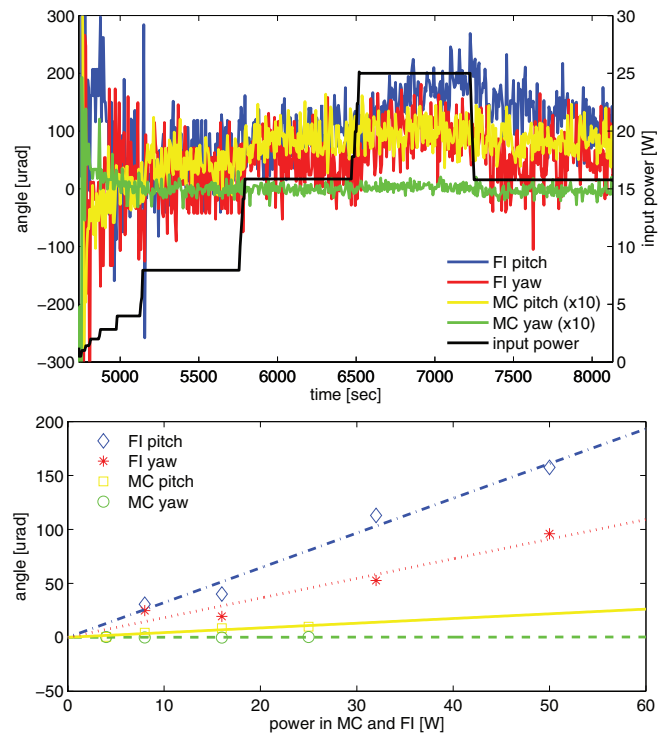 300
200
100
0
−100
−200
−300
angle [urad]
30
25
20
15
10
5
0
input power [W]
FI pitch
FI yaw
MC pitch (x10)
MC yaw (x10)
input power
5000 5500 6000 6500 7000 7500 8000
time [sec]
200
150
100
50
0
−50
angle [urad]
FI pitch
FI yaw
MC pitch
MC yaw
0 10 20 30 40 50 60
power in MC and FI [W]